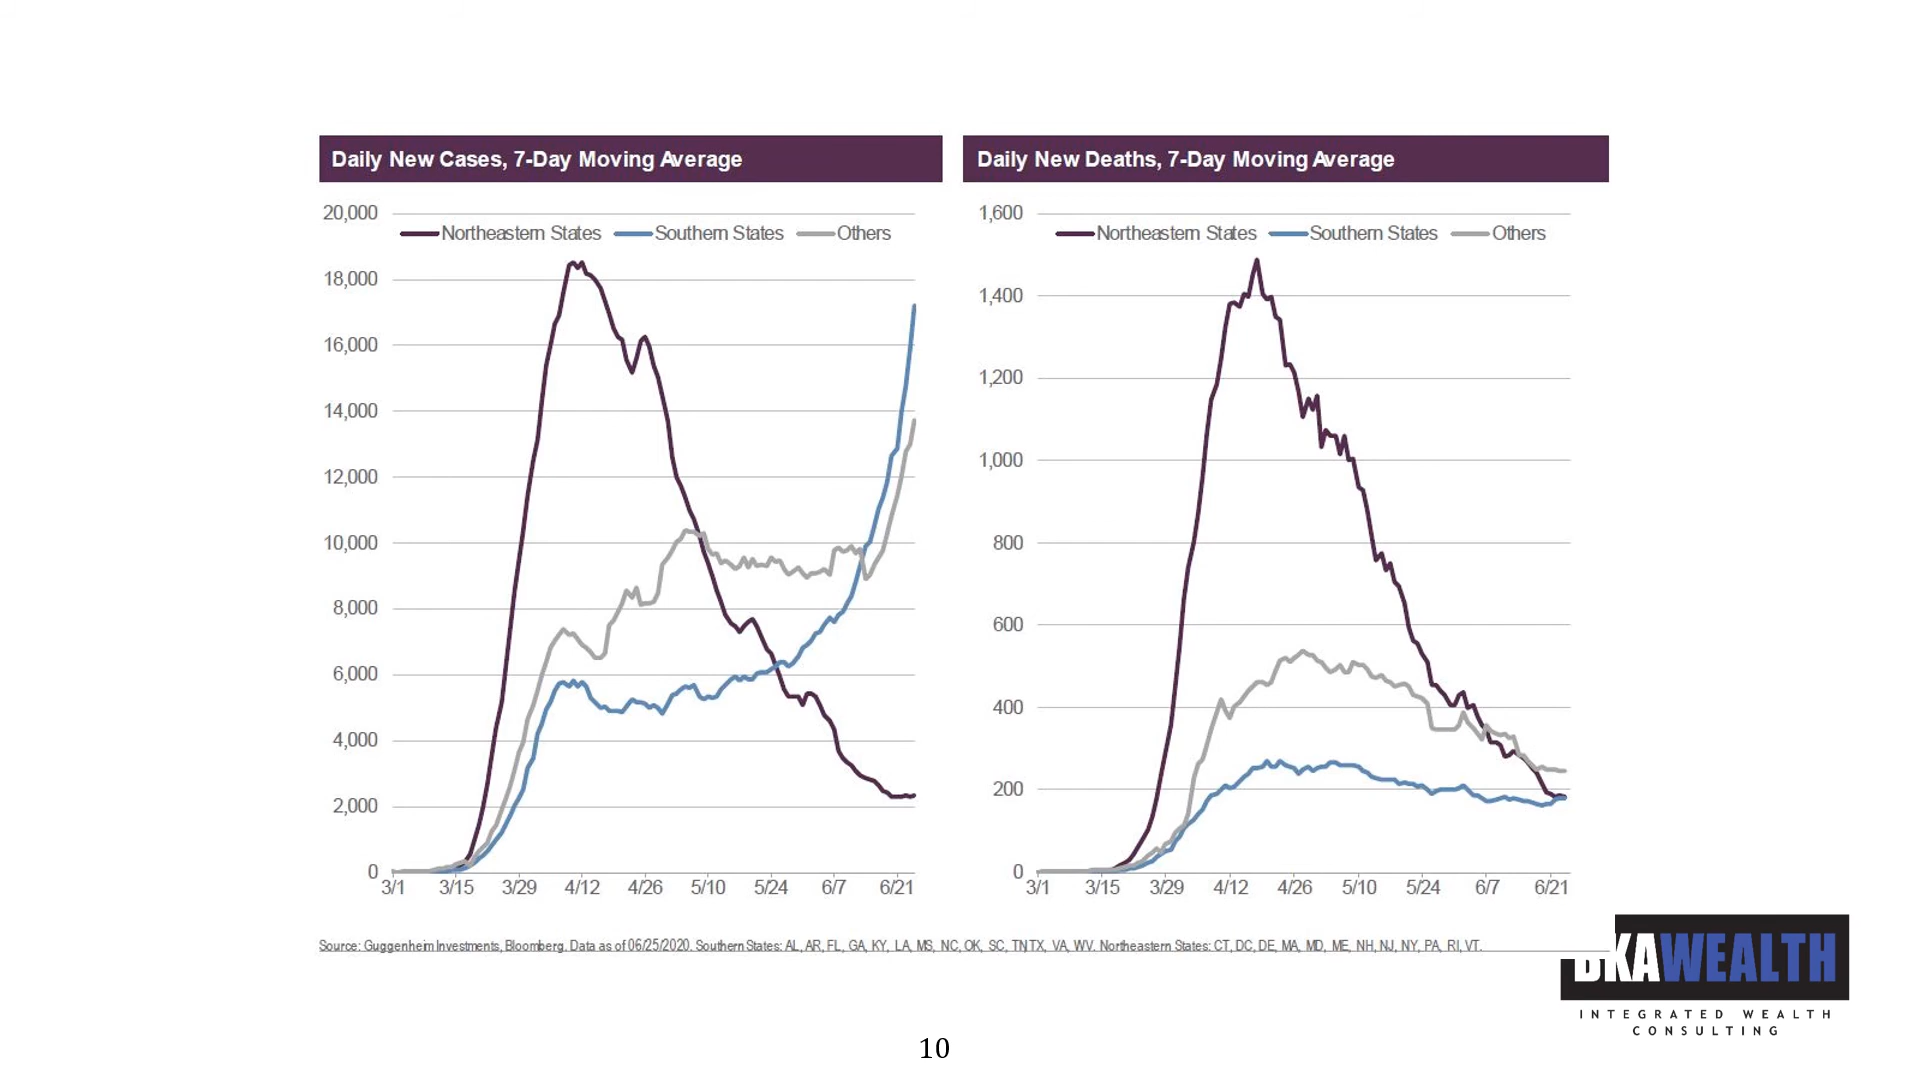 Daily New Cases, 7-Day Moving Average
20,000
18,000
16,000
14,000
12,000
10,000
8,000
6,000
4,000
2,000
0
Northeastern States Southern States Others
3/1 3/15 3/29 4/12 4/26 5/10 5/24 6/7 6/21
Daily New Deaths, 7-Day Moving Average
1,600
1,400
1,200
1,000
800
600
400
200
0
Northeastern States Southern States Others
3/1 3/15 3/29 4/12 4/26 5/10 5/24 6/7 6/21
Source: Guggenheim Investments, Bloomberg. Data as of 06/25/2020. Southern States: AL, AR, FL, GA, KY, LA, MS, NC, OK, SC, TN, TX, VA, WV. Northeastern States: CT, DC, DE, MA, MD, ME, NH, NJ, NY, PA, RI, VT.
BKAWEALTH
INTEGRATED WEALTH
CONSULTING
10